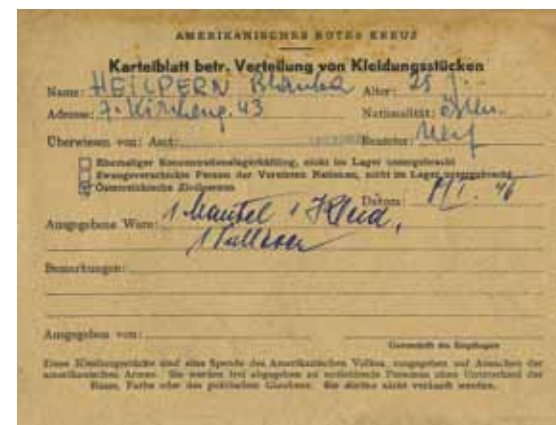 AMERIKANISCHES ROTES KREUZ
Karteiblatt betr. Verteilung von Kleidungsstücken
Name: HEILPERN Blanka Alter: 25 J.
Adresse: 7. Kircheng. 43 Nationalität: österr.
Überwiesen von: Amt: Beamter:
Ehemaliger Konzentrationslagerhäftling, nicht im Lager untergebracht
Zwangsverschickte Person der Vereinten Nationen, nicht im Lager untergebracht
Österreichische Zivilperson
Datum: 46
Ausgegebene Ware: 1 Mantel 1 Kleid,
1 Pullover
Bemerkungen:
Ausgegeben von:
Unterschrift des Empfängers
Diese Kleidungsstücke sind eine Spende des Amerikanischen Volkes, ausgegeben auf Ansuchen der
amerikanischen Armee. Sie werden frei abgegeben an notleidende Personen ohne Unterschied der
Rasse, Farbe oder des politischen Glaubens. Sie dürfen nicht verkauft werden.